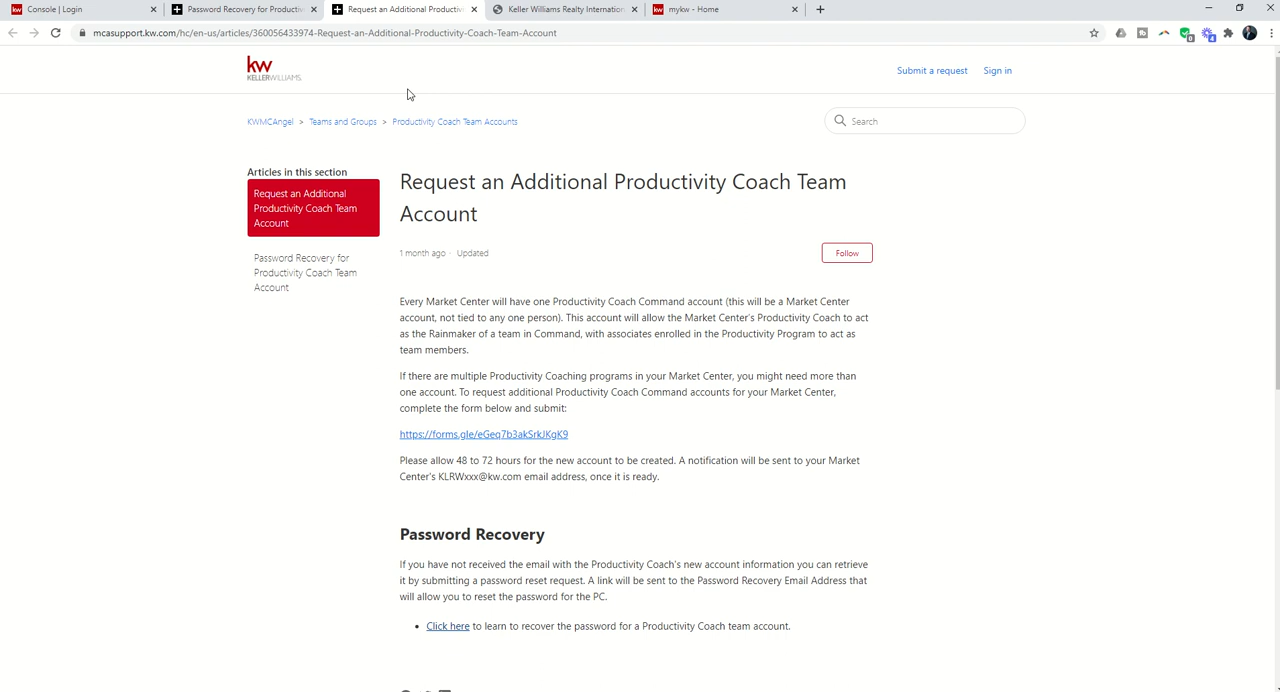 Console | Login
Password Recovery for Productiv
Request an Additional Productivi
Keller Williams Realty Internation
mykw - Home
mcasupport.kw.com/hc/en-us/articles/360056433974-Request-an-Additional-Productivity-Coach-Team-Account
kw
KELLERWILLIAMS.
Submit a request
Sign in
KWMCAngel > Teams and Groups > Productivity Coach Team Accounts
Search
Articles in this section
Request an Additional
Productivity Coach Team
Account
Password Recovery for
Productivity Coach Team
Account
Request an Additional Productivity Coach Team
Account
1 month ago · Updated
Follow
Every Market Center will have one Productivity Coach Command account (this will be a Market Center
account, not tied to any one person). This account will allow the Market Center's Productivity Coach to act
as the Rainmaker of a team in Command, with associates enrolled in the Productivity Program to act as
team members.
If there are multiple Productivity Coaching programs in your Market Center, you might need more than
one account. To request additional Productivity Coach Command accounts for your Market Center,
complete the form below and submit:
https://forms.gle/eGeq7b3akSrkJKgK9
Please allow 48 to 72 hours for the new account to be created. A notification will be sent to your Market
Center's KLRWxxx@kw.com email address, once it is ready.
Password Recovery
If you have not received the email with the Productivity Coach's new account information you can retrieve
it by submitting a password reset request. A link will be sent to the Password Recovery Email Address that
will allow you to reset the password for the PC.
• Click here to learn to recover the password for a Productivity Coach team account.